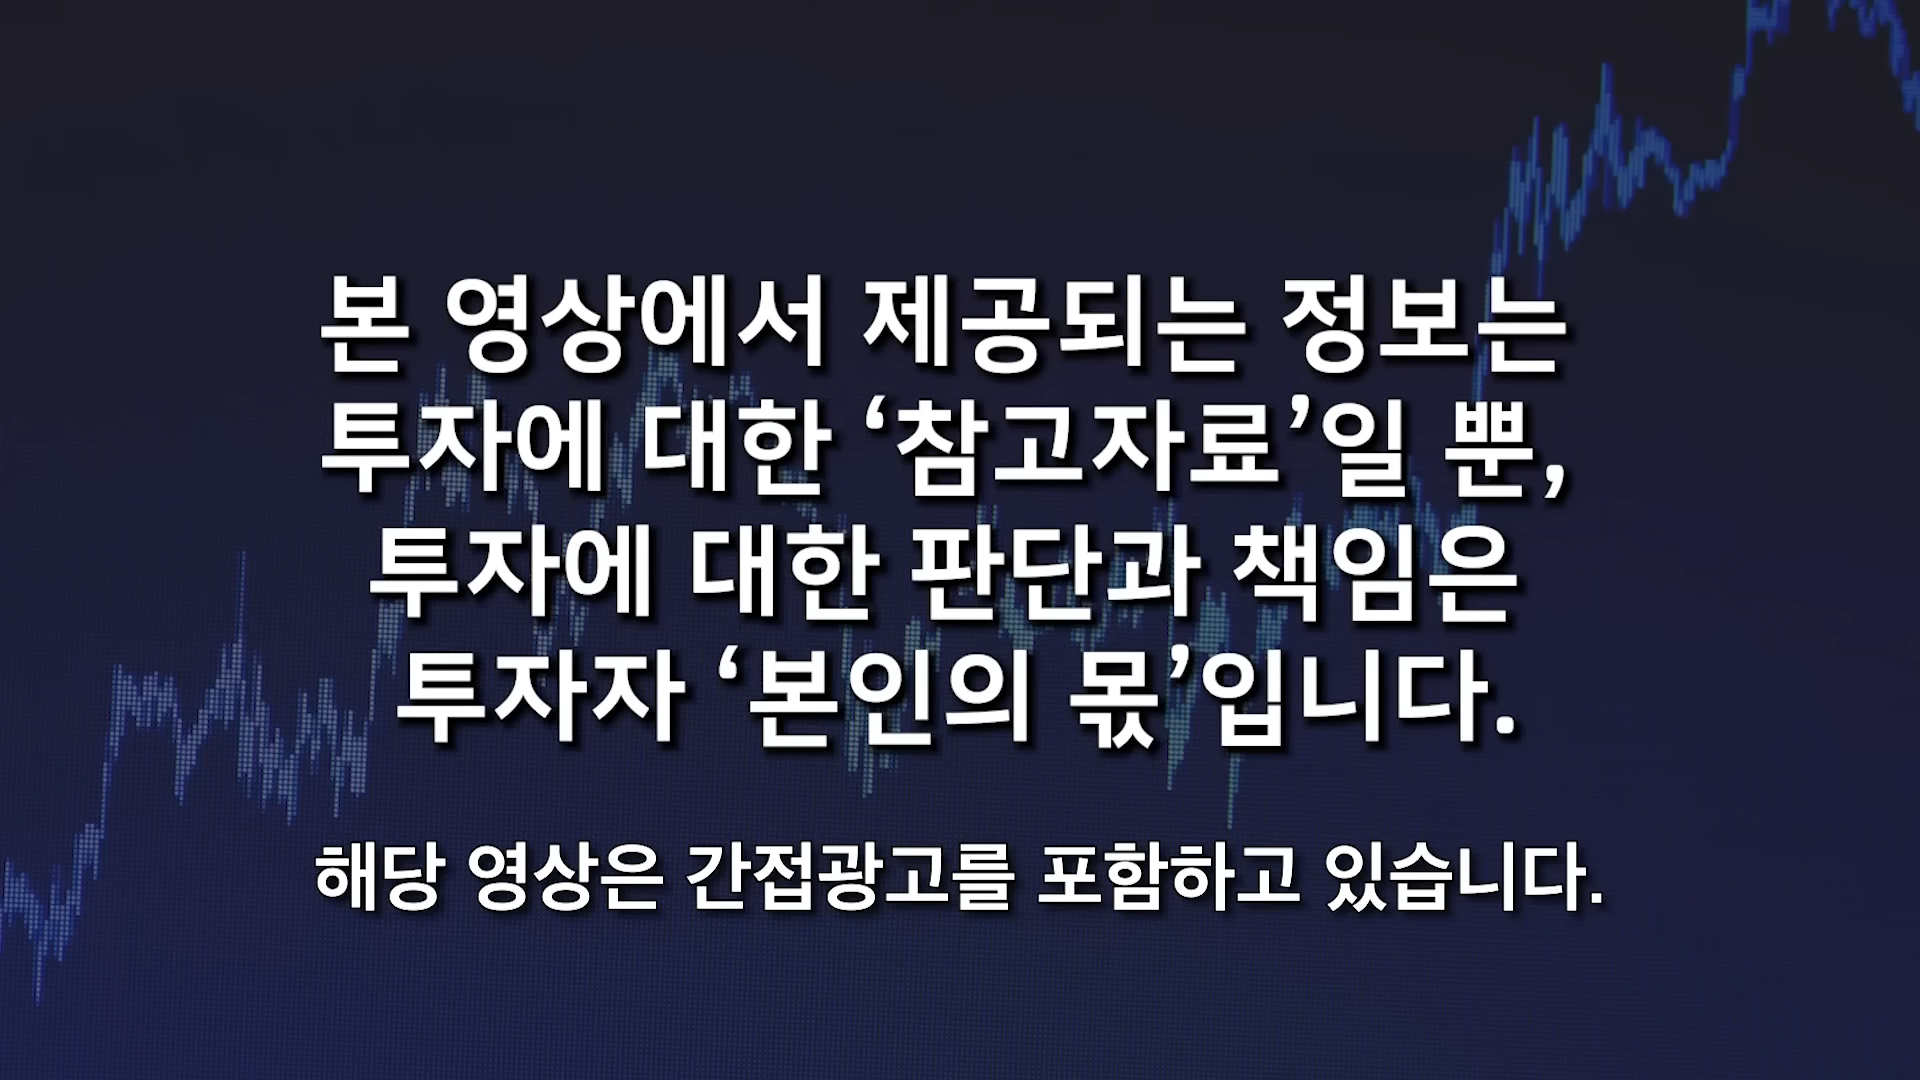 본 영상에서 제공되는 정보는
투자에 대한 ‘참고자료’일 뿐,
투자에 대한 판단과 책임은
투자자 ‘본인의 몫’입니다.
해당 영상은 간접광고를 포함하고 있습니다.